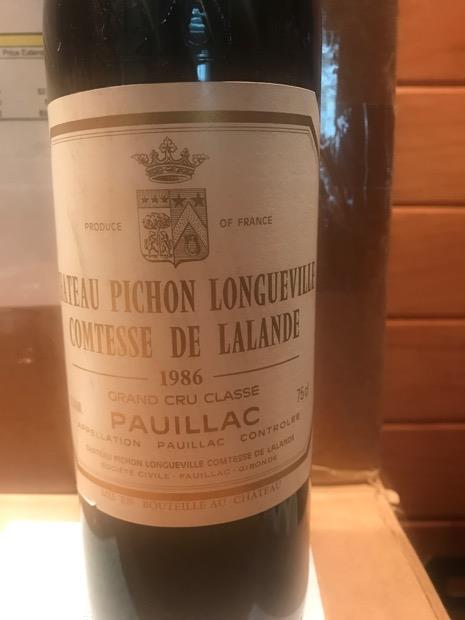 PRODUCE OF FRANCE
CHATEAU PICHON LONGUEVILLE
COMTESSE DE LALANDE
1986
GRAND CRU CLASSE
75cl
PAUILLAC
APPELLATION PAUILLAC CONTROLEE
CHATEAU PICHON LONGUEVILLE COMTESSE DE LALANDE
SOCIÉTÉ CIVILE - PAUILLAC - GIRONDE
MIS EN BOUTEILLE AU CHATEAU